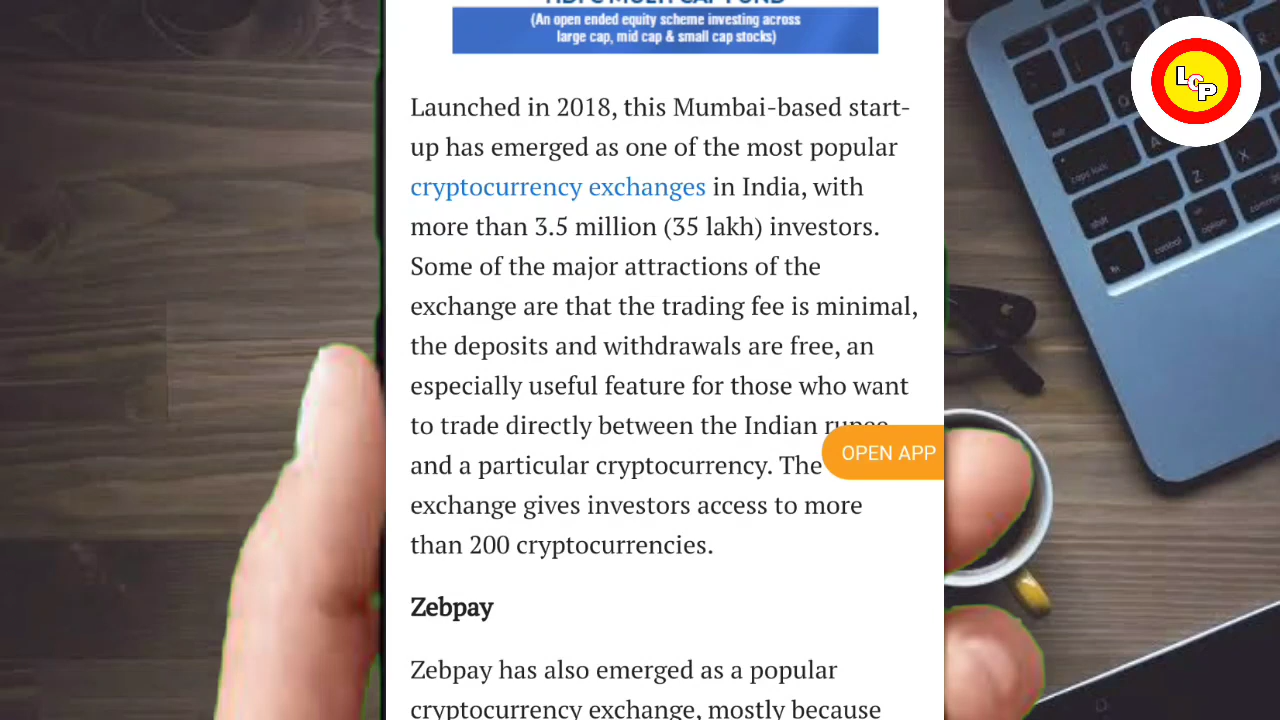 (An open ended equity scheme investing across
large cap, mid cap & small cap stocks)
LCP
Launched in 2018, this Mumbai-based start-
up has emerged as one of the most popular
cryptocurrency exchanges in India, with
more than 3.5 million (35 lakh) investors.
Some of the major attractions of the
exchange are that the trading fee is minimal,
the deposits and withdrawals are free, an
especially useful feature for those who want
to trade directly between the Indian rupee
OPEN APP
and a particular cryptocurrency. The
exchange gives investors access to more
than 200 cryptocurrencies.
Zebpay
Zebpay has also emerged as a popular
cryptocurrency exchange, mostly because